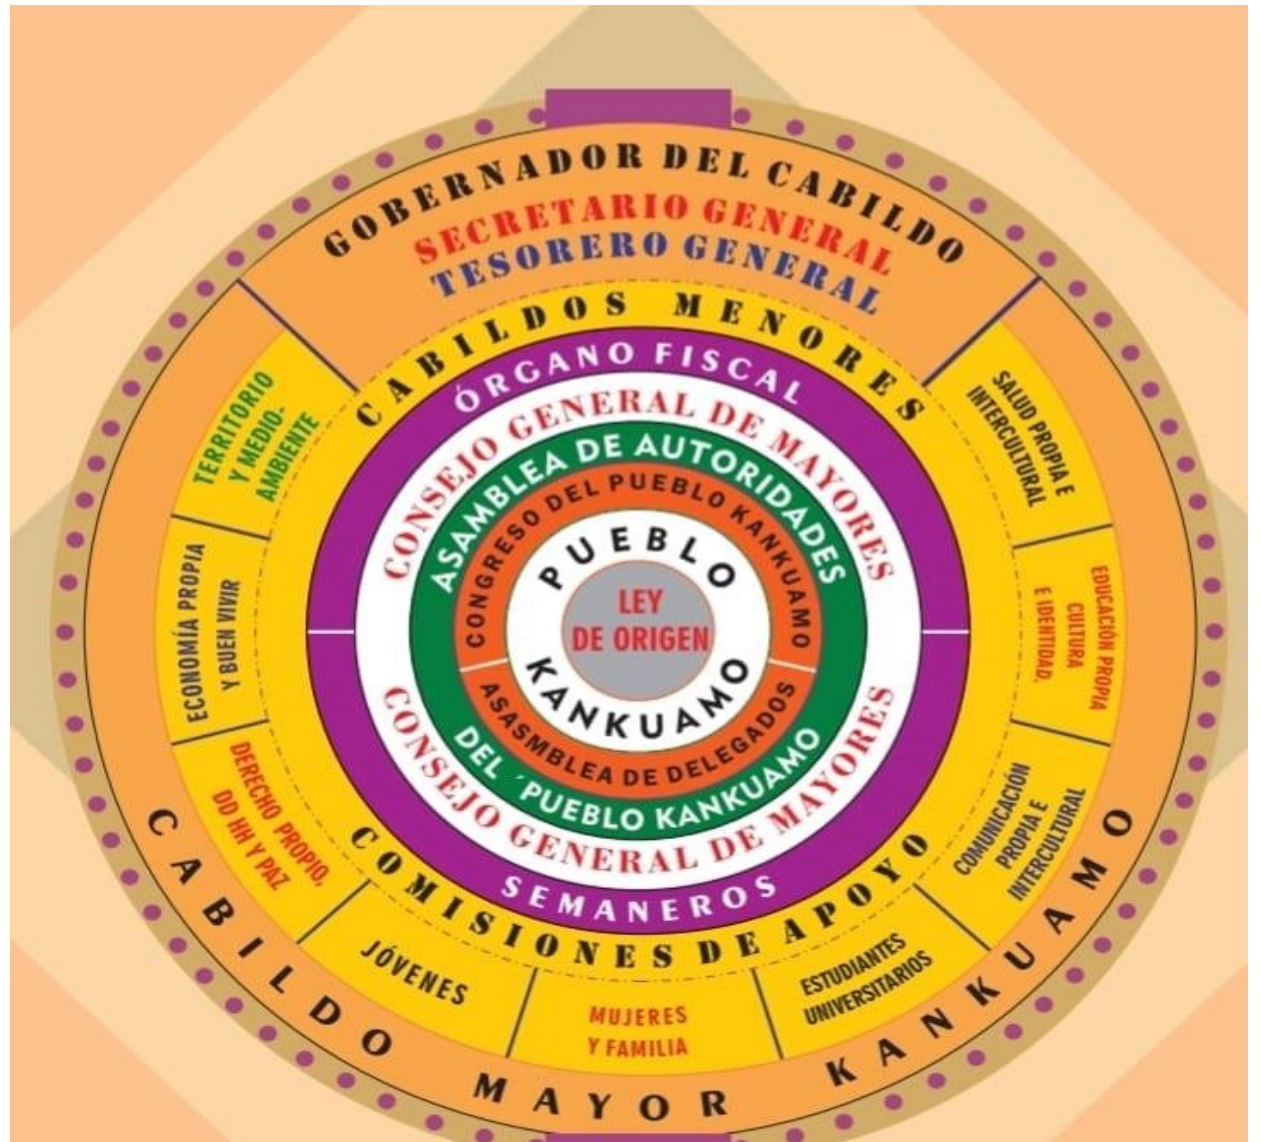 GOBERNADOR DEL CABILDO
SECRETARIO GENERAL
TESORERO GENERAL
CABILDOS MENORES
ÓRGANO FISCAL
CONSEJO GENERAL DE MAYORES
ASAMBLEA DE AUTORIDADES
CONGRESO DEL PUEBLO KANKUAMO
PUEBLO
LEY
DE ORIGEN
KANKUAMO
ASASMBLEA DE DELEGADOS
DEL ´PUEBLO KANKUAMO
CONSEJO GENERAL DE MAYORES
SEMANEROS
COMISIONES DE APOYO
TERRITORIO
Y MEDIO-
AMBIENTE
ECONOMÍA PROPIA
Y BUEN VIVIR
DERECHO PROPIO,
DD HH Y PAZ
JÓVENES
MUJERES
Y FAMILIA
ESTUDIANTES
UNIVERSITARIOS
COMUNICACIÓN
PROPIA E
INTERCULTURAL
EDUCACIÓN PROPIA
CULTURA
E IDENTIDAD.
SALUD PROPIA E
INTERCULTURAL
CABILDO MAYOR KANKUAMO